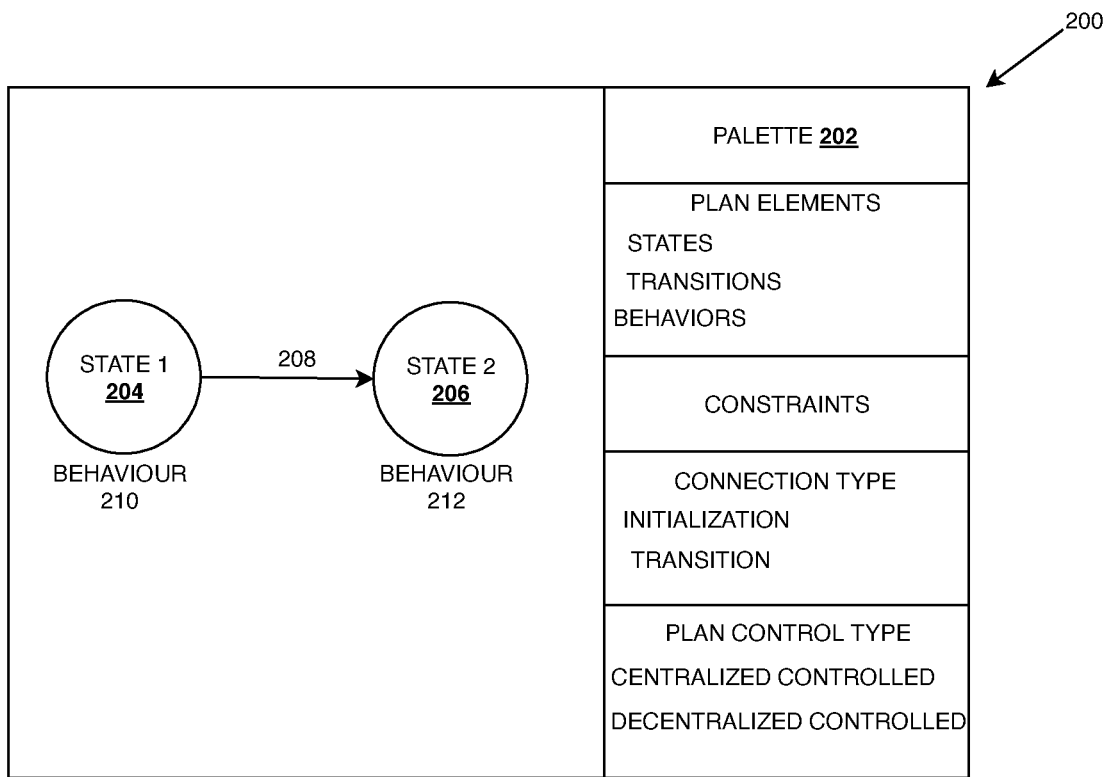 200
PALETTE 202
PLAN ELEMENTS
STATES
TRANSITIONS
BEHAVIORS
CONSTRAINTS
CONNECTION TYPE
INITIALIZATION
TRANSITION
PLAN CONTROL TYPE
CENTRALIZED CONTROLLED
DECENTRALIZED CONTROLLED
STATE 1
204
208
STATE 2
206
BEHAVIOUR
210
BEHAVIOUR
212